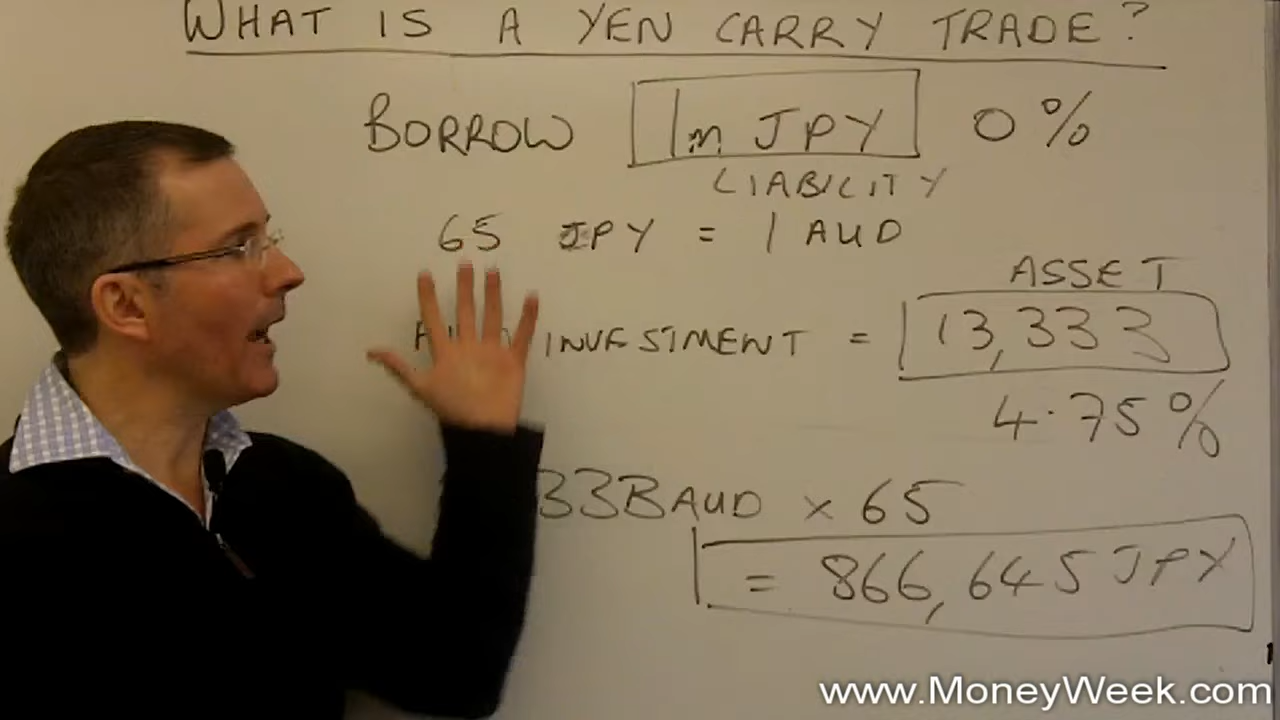 WHAT IS A YEN CARRY TRADE?
BORROW 1m JPY 0%
LIABILITY
65 JPY = 1 AUD
ASSET
INVESTMENT = 13,333
4.75%
AUD × 65
= 866,645 JPY
www.MoneyWeek.com